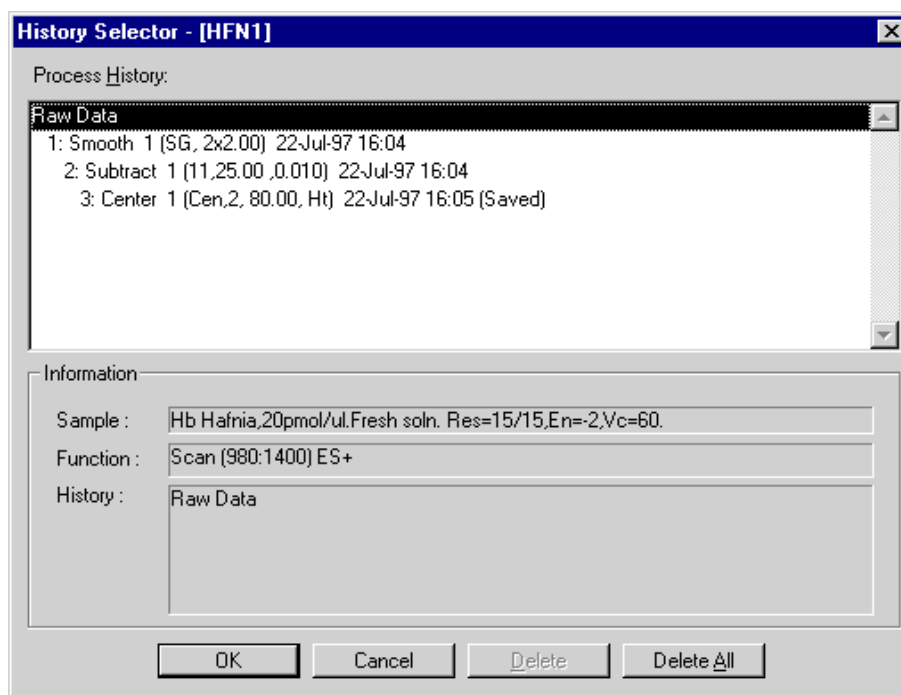 History Selector - [HFN1]
Process History:
Raw Data
1: Smooth 1 (SG, 2x2.00) 22-Jul-97 16:04
2: Subtract 1 (11,25.00 ,0.010) 22-Jul-97 16:04
3: Center 1 (Cen,2, 80.00, Ht) 22-Jul-97 16:05 (Saved)
Information
Sample : Hb Hafnia,20pmol/ul.Fresh soln. Res=15/15,En=-2,Vc=60.
Function : Scan (980:1400) ES+
History : Raw Data
OK Cancel Delete Delete All